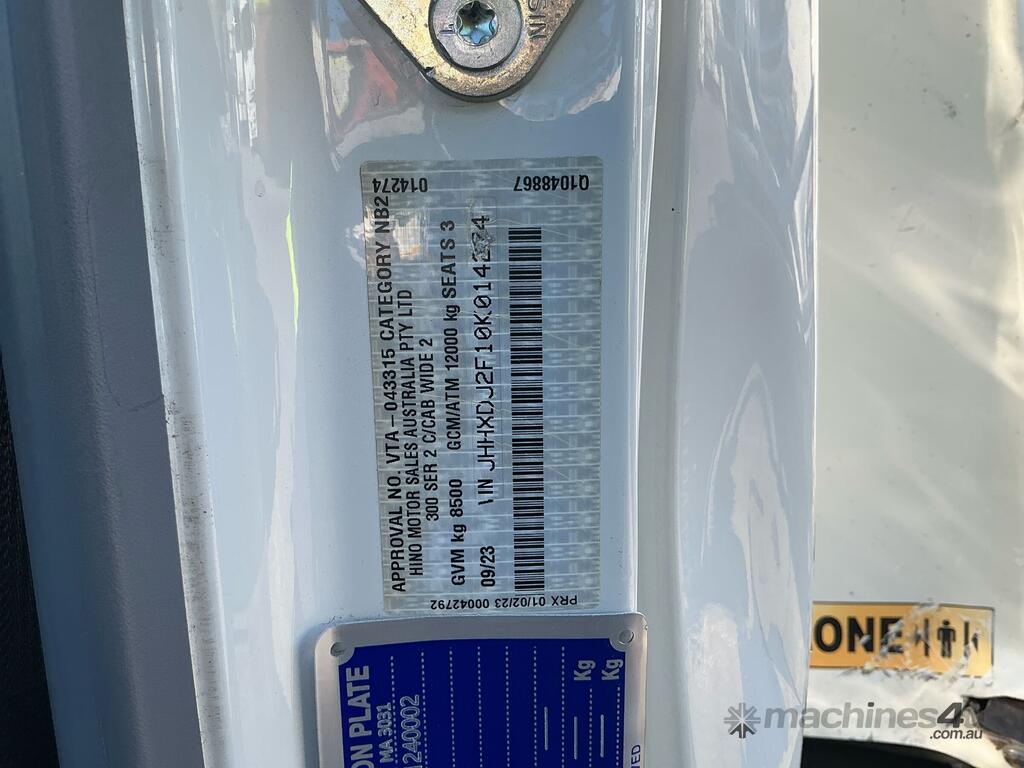 014274
Q1048867
APPROVAL NO. VTA-043315 CATEGORY NB2
HINO MOTOR SALES AUSTRALIA PTY LTD
300 SER 2 C/CAB WIDE 2
GVM kg 8500 GCM/ATM 12000 kg SEATS 3
09/23 VIN JHHXDJ2F10K014274
PRX 01/02/23 00042792
ON PLATE
MA 3031
1240002
Kg
Kg
ONE
machines4u
.com.au